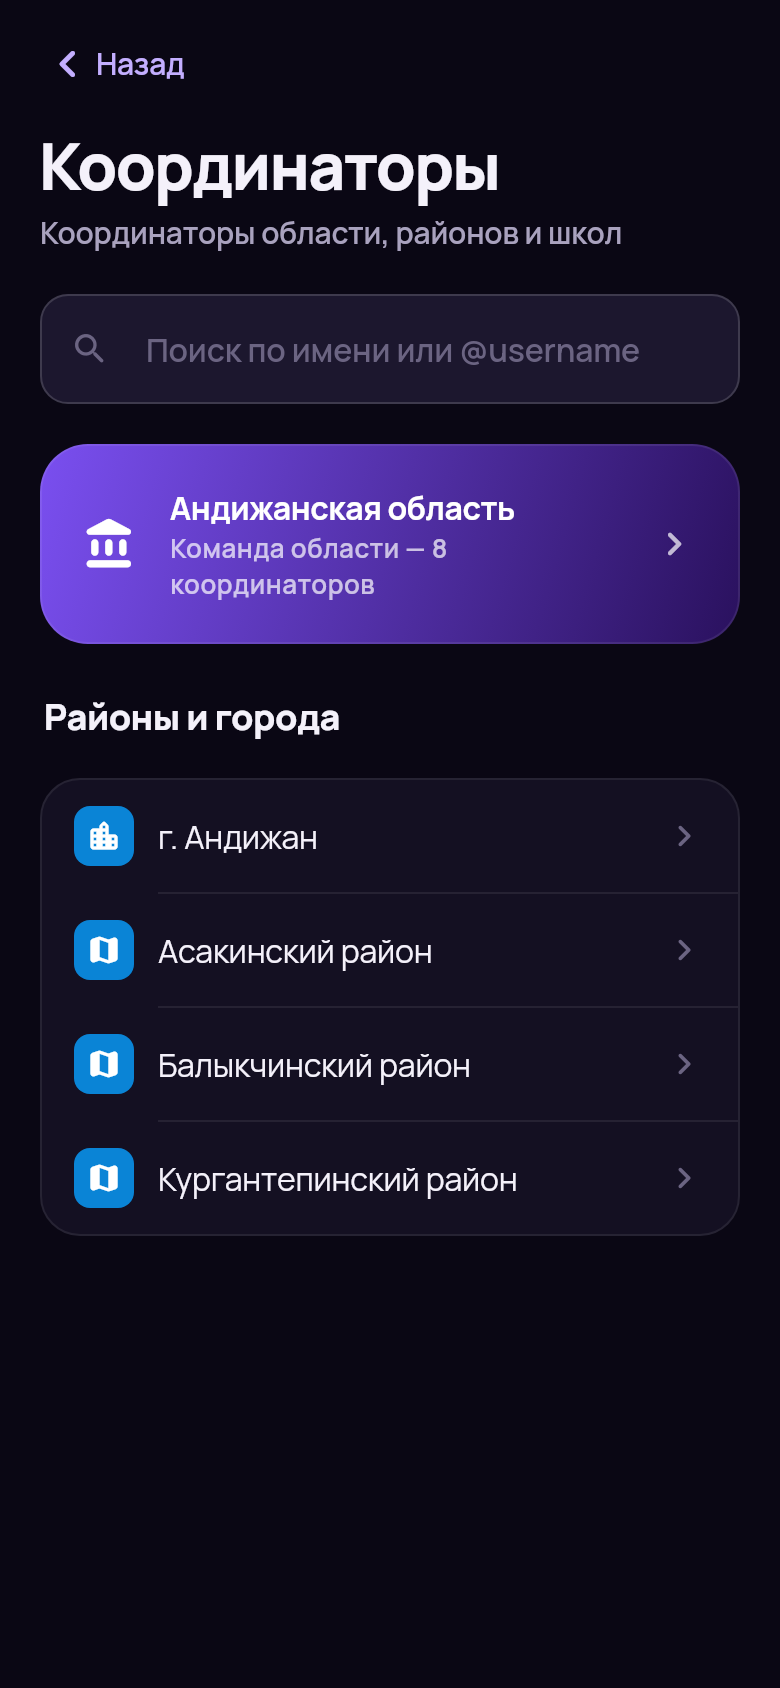 Назад
Координаторы
Координаторы области, районов и школ
Поиск по имени или @username
Андижанская область
Команда области — 8
координаторов
Районы и города
г. Андижан
Асакинский район
Балыкчинский район
Кургантепинский район